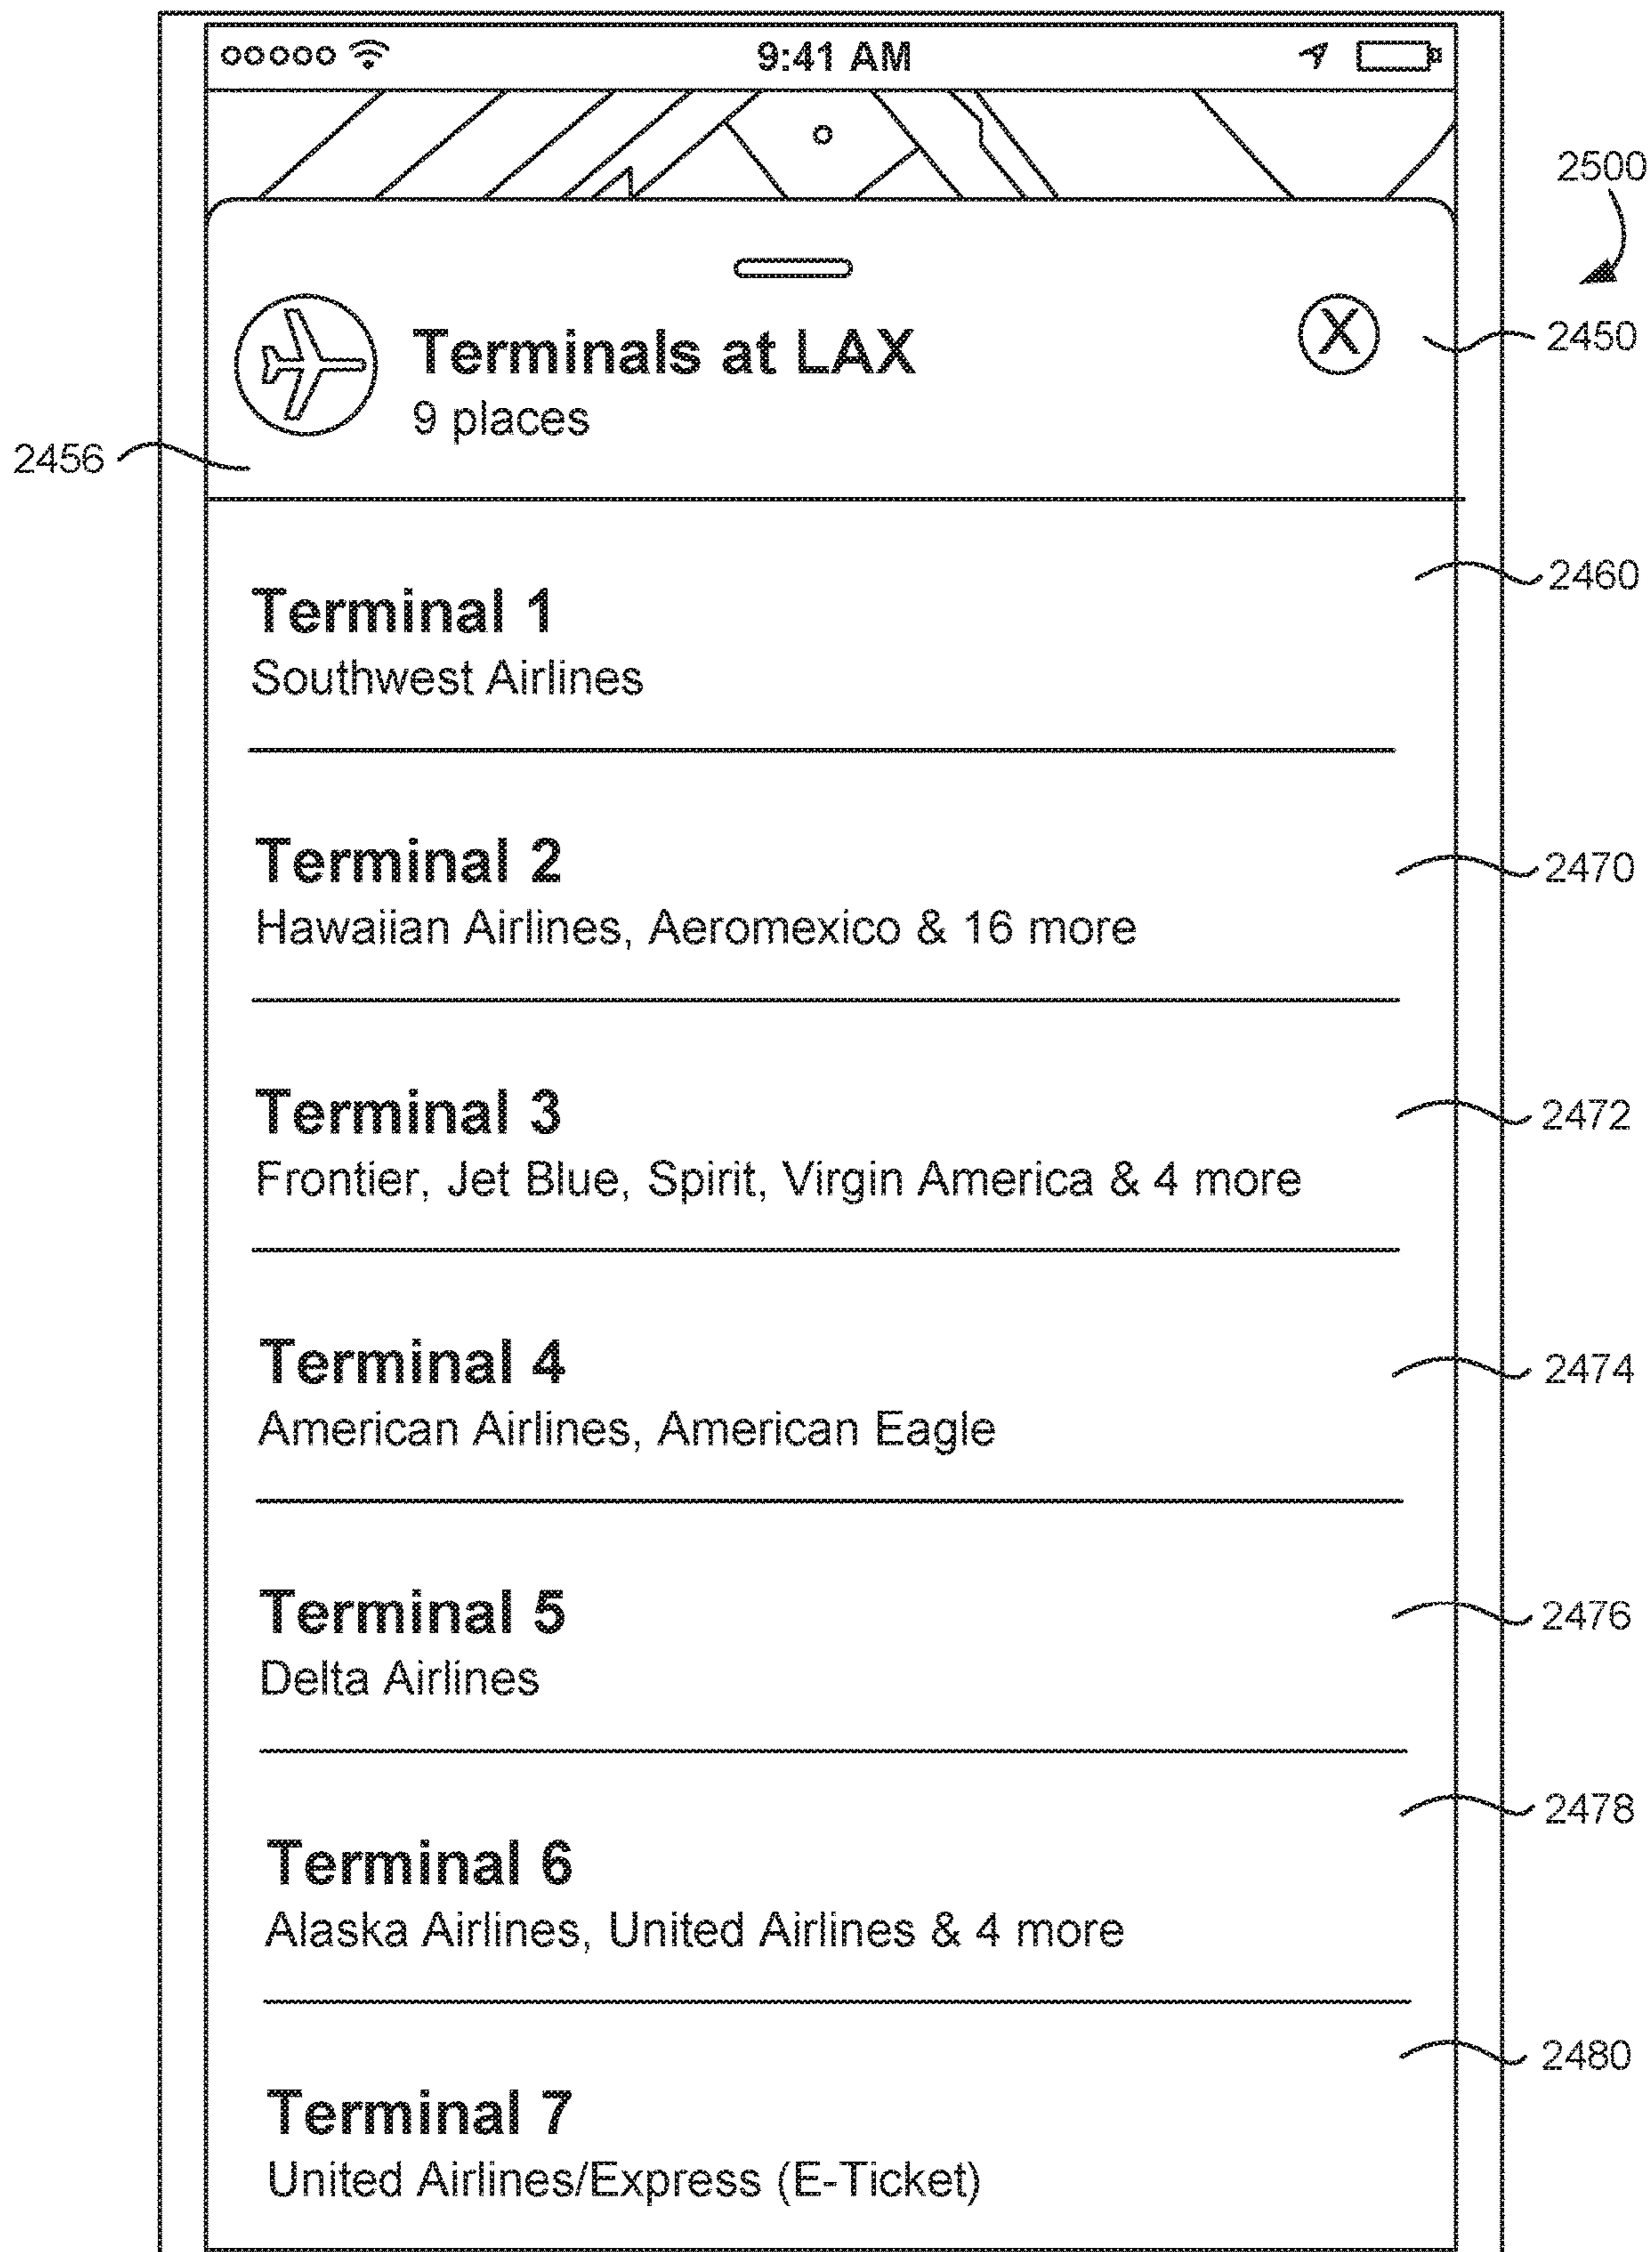 9:41 AM
2500
Terminals at LAX
X
2450
9 places
2456
2460
Terminal 1
Southwest Airlines
Terminal 2
2470
Hawaiian Airlines, Aeromexico & 16 more
Terminal 3
2472
Frontier, Jet Blue, Spirit, Virgin America & 4 more
Terminal 4
2474
American Airlines, American Eagle
Terminal 5
2476
Delta Airlines
2478
Terminal 6
Alaska Airlines, United Airlines & 4 more
2480
Terminal 7
United Airlines/Express (E-Ticket)